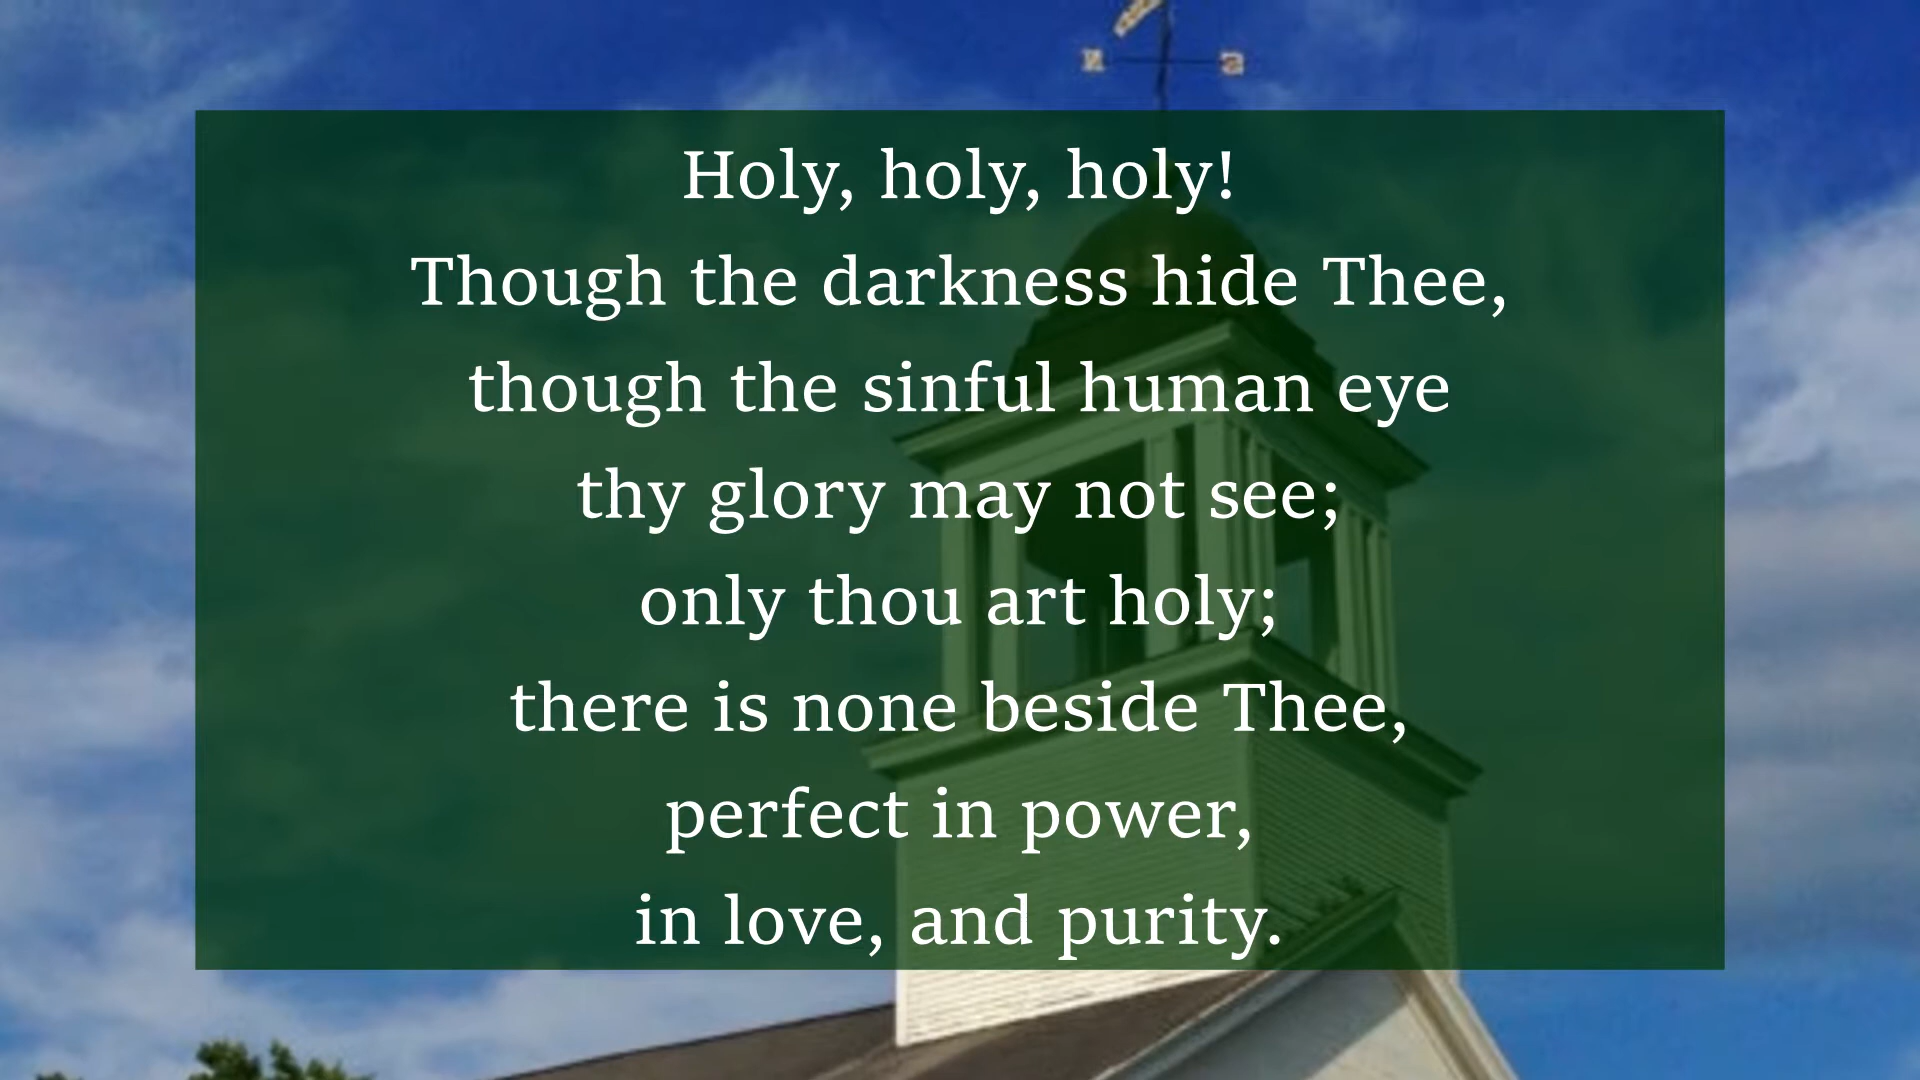 N S
Holy, holy, holy!
Though the darkness hide Thee,
though the sinful human eye
thy glory may not see;
only thou art holy;
there is none beside Thee,
perfect in power,
in love, and purity.